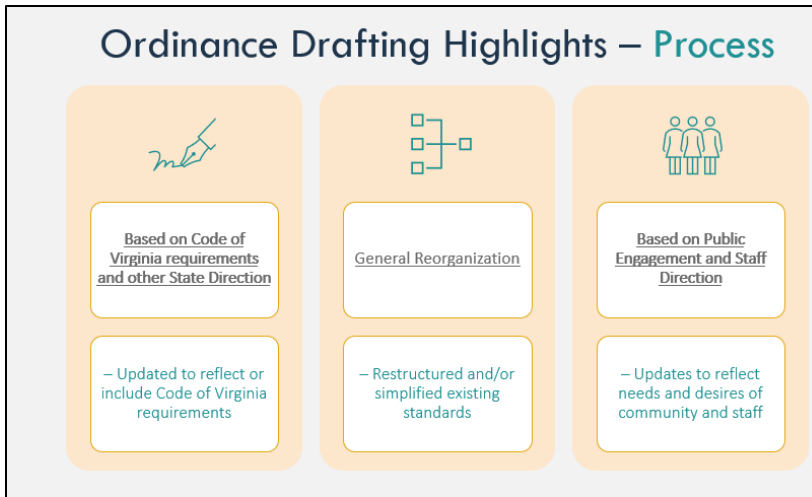 Ordinance Drafting Highlights – Process
Based on Code of
Virginia requirements
and other State Direction
– Updated to reflect or
include Code of Virginia
requirements
General Reorganization
– Restructured and/or
simplified existing
standards
Based on Public
Engagement and Staff
Direction
– Updates to reflect
needs and desires of
community and staff